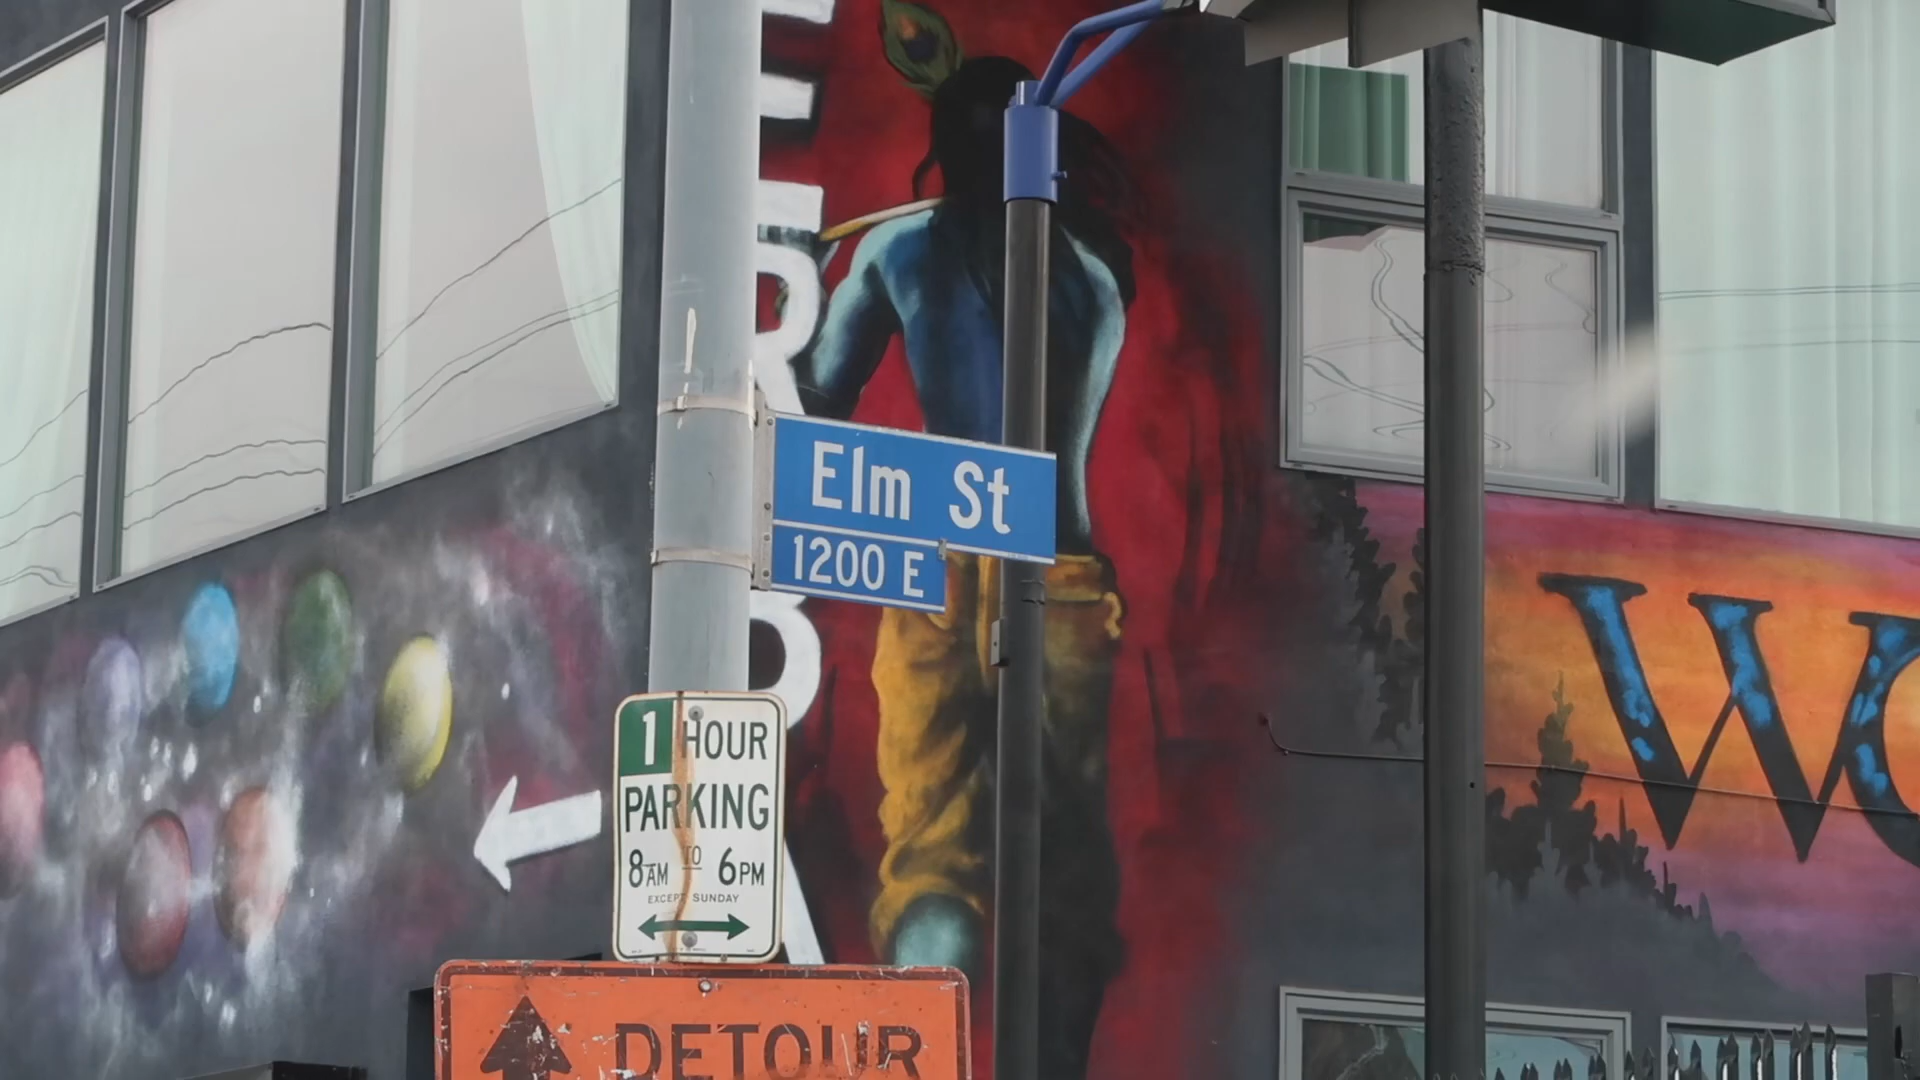 Elm St
1200 E
1 HOUR
PARKING
8AM TO 6PM
EXCEPT SUNDAY
DETOUR